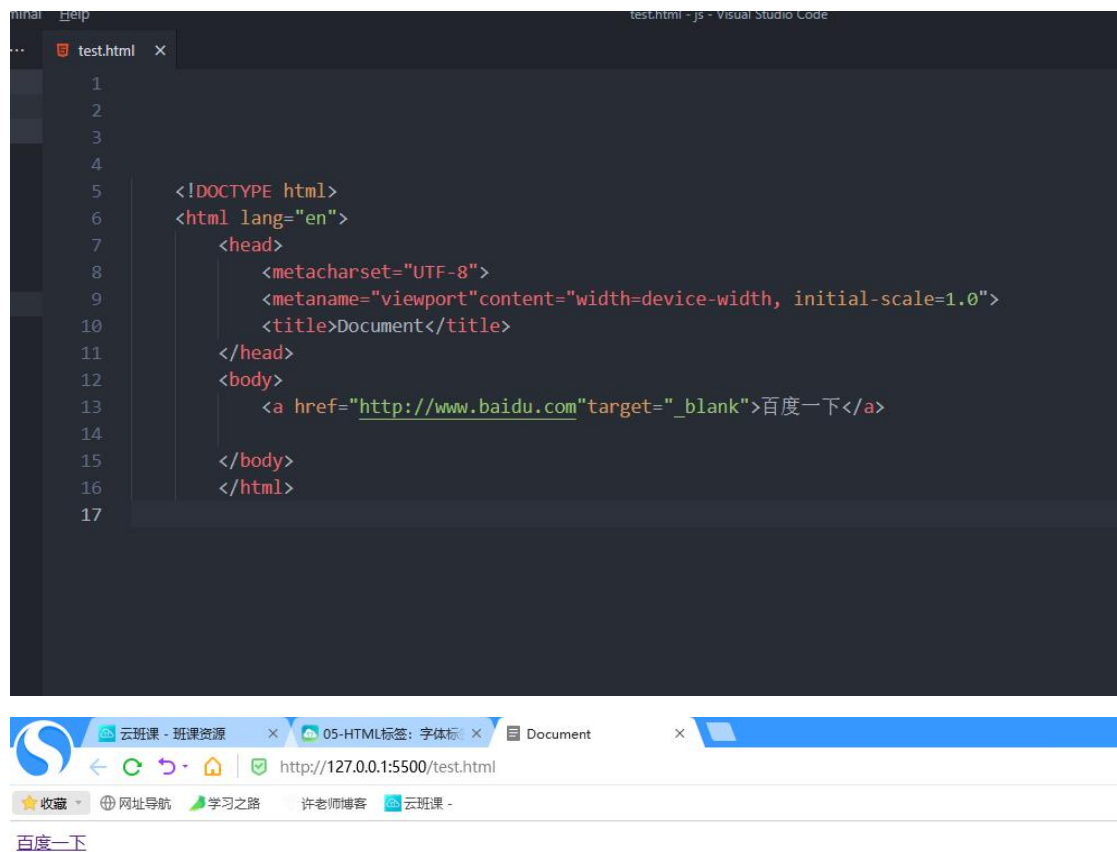 Help test.html - js - Visual Studio Code
··· test.html ×
1
2
3
4
5 <!DOCTYPE html>
6 <html lang="en">
7 <head>
8 <metacharset="UTF-8">
9 <metaname="viewport"content="width=device-width, initial-scale=1.0">
10 <title>Document</title>
11 </head>
12 <body>
13 <a href="http://www.baidu.com"target="_blank">百度一下</a>
14
15 </body>
16 </html>
17
云班课 - 班课资源 × 05-HTML标签：字体标 × Document ×
http://127.0.0.1:5500/test.html
收藏 网址导航 学习之路 许老师博客 云班课 -
百度一下